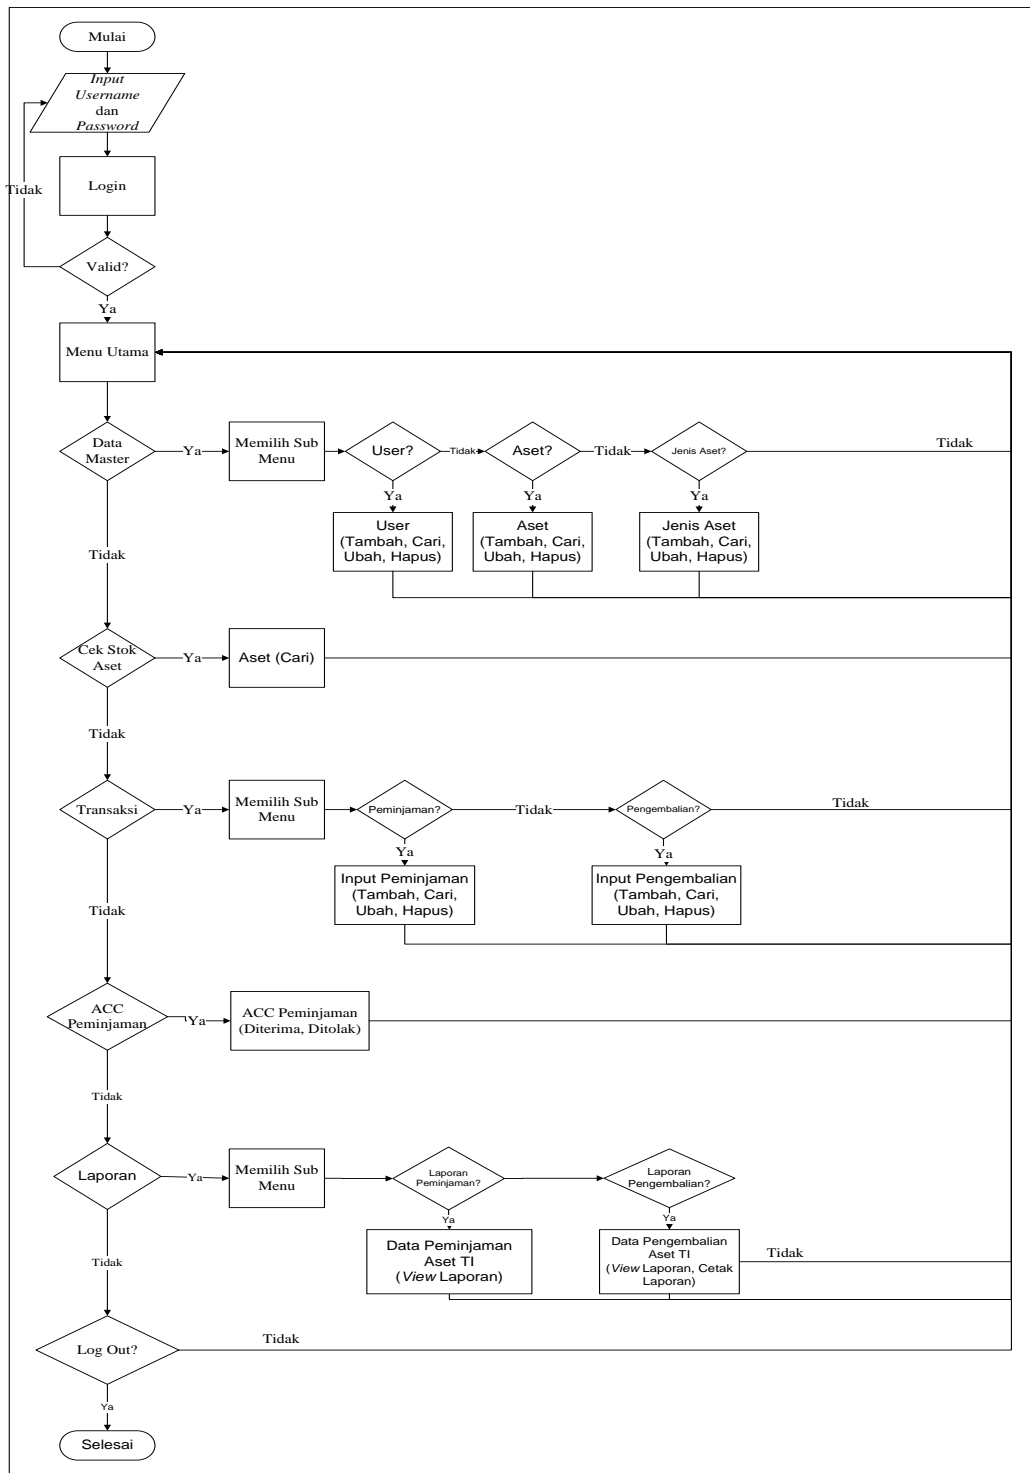 Mulai
Input
Username
dan
Password
Tidak
Login
Valid?
Ya
Menu Utama
Data
Master
Ya
Memilih Sub
Menu
User?
Tidak
Aset?
Tidak
Jenis Aset?
Tidak
Ya
Ya
Ya
User
(Tambah, Cari,
Ubah, Hapus)
Aset
(Tambah, Cari,
Ubah, Hapus)
Jenis Aset
(Tambah, Cari,
Ubah, Hapus)
Tidak
Cek Stok
Aset
Ya
Aset (Cari)
Tidak
Transaksi
Ya
Memilih Sub
Menu
Peminjaman?
Tidak
Pengembalian?
Tidak
Ya
Ya
Input Peminjaman
(Tambah, Cari,
Ubah, Hapus)
Input Pengembalian
(Tambah, Cari,
Ubah, Hapus)
Tidak
ACC
Peminjaman
Ya
ACC Peminjaman
(Diterima, Ditolak)
Tidak
Laporan
Ya
Memilih Sub
Menu
Laporan
Peminjaman?
Laporan
Pengembalian?
Ya
Ya
Data Peminjaman
Aset TI
(View Laporan)
Data Pengembalian
Aset TI
(View Laporan, Cetak
Laporan)
Tidak
Tidak
Log Out?
Tidak
Ya
Selesai